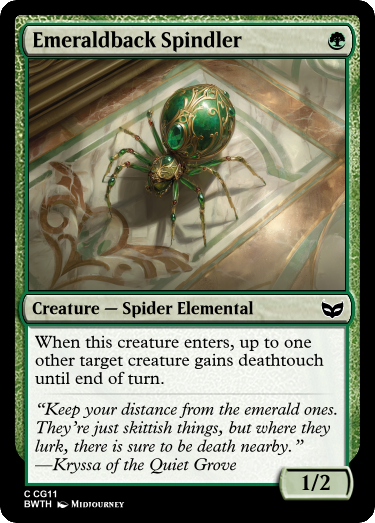 Emeraldback Spindler
Creature — Spider Elemental
When this creature enters, up to one
other target creature gains deathtouch
until end of turn.
“Keep your distance from the emerald ones.
They’re just skittish things, but where they
lurk, there is sure to be death nearby.”
—Kryssa of the Quiet Grove
1/2
C CG11
BWTH Midjourney